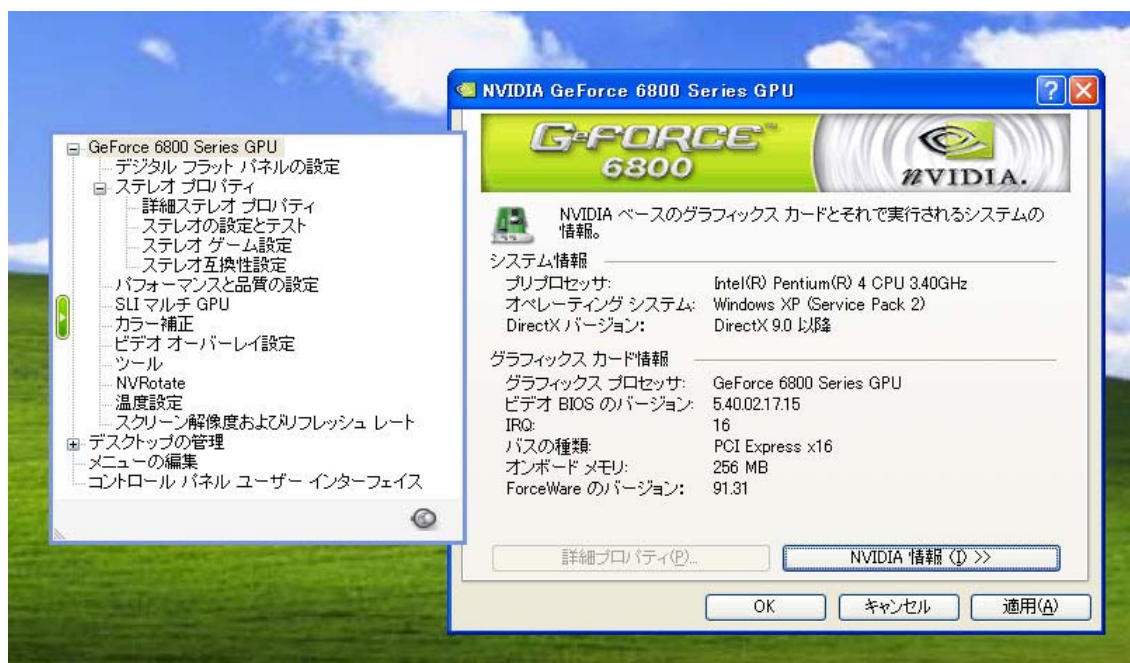 GeForce 6800 Series GPU
デジタル フラット パネルの設定
ステレオ プロパティ
詳細ステレオ プロパティ
ステレオの設定とテスト
ステレオ ゲーム設定
ステレオ互換性設定
パフォーマンスと品質の設定
SLI マルチ GPU
カラー補正
ビデオ オーバーレイ設定
ツール
NVRotate
温度設定
スクリーン解像度およびリフレッシュ レート
デスクトップの管理
メニューの編集
コントロール パネル ユーザー インターフェイス
NVIDIA GeForce 6800 Series GPU
GEFORCE™
6800
nVIDIA.
NVIDIA ベースのグラフィックス カードとそれで実行されるシステムの
情報。
システム情報
プリプロセッサ: Intel(R) Pentium(R) 4 CPU 3.40GHz
オペレーティング システム: Windows XP (Service Pack 2)
DirectX バージョン: DirectX 9.0 以降
グラフィックス カード情報
グラフィックス プロセッサ: GeForce 6800 Series GPU
ビデオ BIOS のバージョン: 5.40.02.17.15
IRQ: 16
バスの種類: PCI Express x16
オンボード メモリ: 256 MB
ForceWare のバージョン: 91.31
詳細プロパティ(P)...
NVIDIA 情報 (I) >>
OK
キャンセル
適用(A)